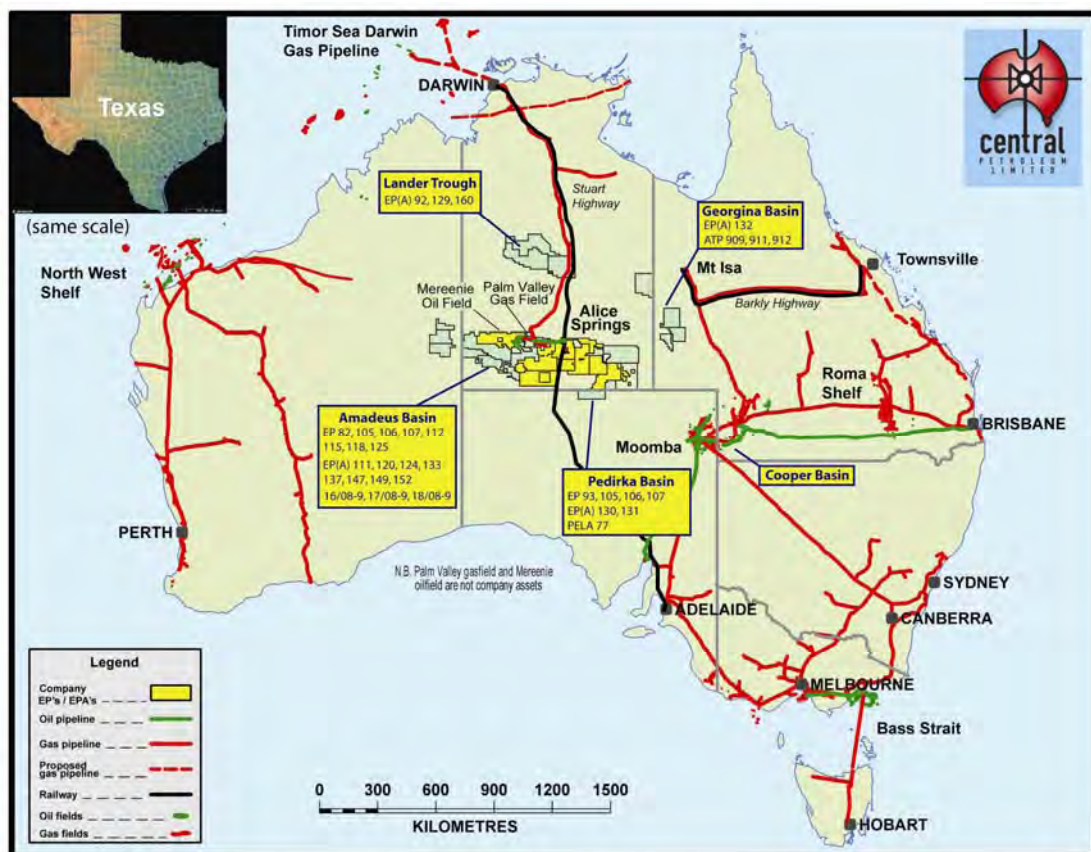 Texas
(same scale)
Timor Sea Darwin
Gas Pipeline
DARWIN
central
PETROLEUM
LIMITED
Lander Trough
EP(A) 92, 129, 160
Stuart
Highway
Georgina Basin
EP(A) 132
ATP 909, 911, 912
North West
Shelf
Mereenie
Oil Field
Palm Valley
Gas Field
Alice
Springs
Mt Isa
Townsville
Barkly Highway
Roma
Shelf
BRISBANE
Amadeus Basin
EP 82, 105, 106, 107, 112
115, 118, 125
EP(A) 111, 120, 124, 133
137, 147, 149, 152
16/08-9, 17/08-9, 18/08-9
Moomba
Cooper Basin
Pedirka Basin
EP 93, 105, 106, 107
EP(A) 130, 131
PELA 77
PERTH
N.B. Palm Valley gasfield and Mereenie
oilfield are not company assets
ADELAIDE
SYDNEY
CANBERRA
MELBOURNE
Bass Strait
HOBART
Legend
Company
EP's / EPA's
Oil pipeline
Gas pipeline
Proposed
gas pipeline
Railway
Oil fields
Gas fields
0 300 600 900 1200 1500
KILOMETRES